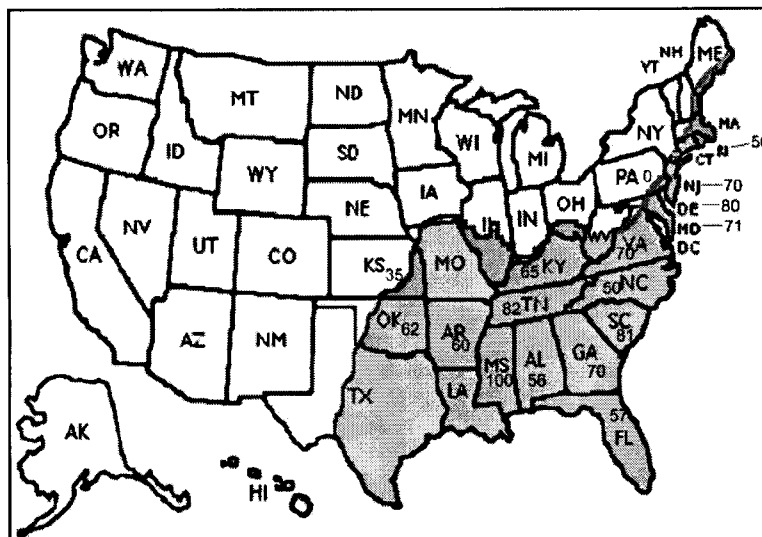 WA
MT
ND
MN
NH
YT
ME
OR
ID
SD
WI
MI
NY
MA
RI
50
CT
WY
IA
PA 0
NJ—70
NE
OH
DE 80
NV
UT
CO
IL
IN
MD—71
DC
CA
KS 35
MO
WV
70 VA
65 KY
AZ
NM
OK 62
AR
60
82 TN
50 NC
SC
81
TX
LA
MS
100
AL
56
GA
70
57
FL
AK
HI